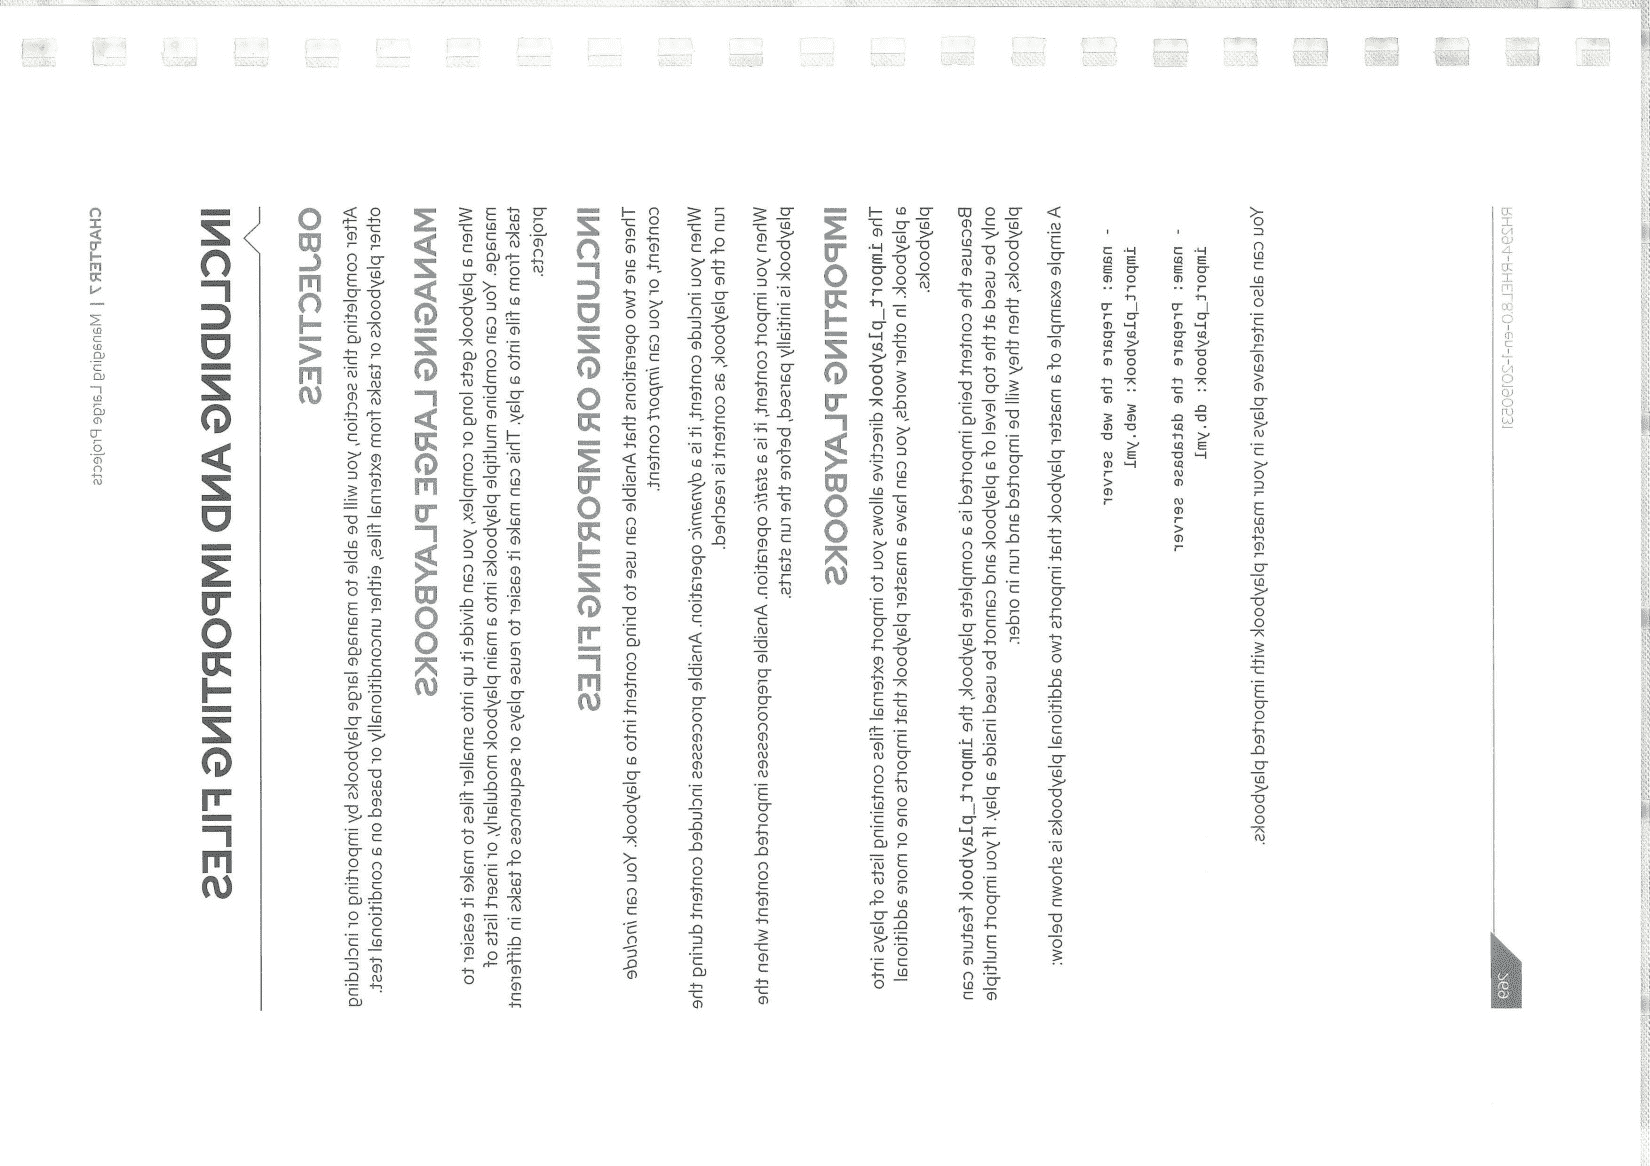 CHAPTER 7 | Managing Large Projects
INCLUDING AND IMPORTING FILES
OBJECTIVES
After completing this section, you will be able to manage large playbooks by importing or including
other playbooks or tasks from external files, either unconditionally or based on a conditional test.
MANAGING LARGE PLAYBOOKS
When a playbook gets long or complex, you can divide it up into smaller files to make it easier to
manage. You can combine multiple playbooks into a main playbook modularly, or insert lists of
tasks from a file into a play. This can make it easier to reuse plays or sequences of tasks in different
projects.
INCLUDING OR IMPORTING FILES
There are two operations that Ansible can use to bring content into a playbook. You can include
content, or you can import content.
When you include content, it is a dynamic operation. Ansible processes included content during the
run of the playbook, as content is reached.
When you import content, it is a static operation. Ansible preprocesses imported content when the
playbook is initially parsed, before the run starts.
IMPORTING PLAYBOOKS
The import_playbook directive allows you to import external files containing lists of plays into
a playbook. In other words, you can have a master playbook that imports one or more additional
playbooks.
Because the content being imported is a complete playbook, the import_playbook feature can
only be used at the top level of a playbook and cannot be used inside a play. If you import multiple
playbooks, then they will be imported and run in order.
A simple example of a master playbook that imports two additional playbooks is shown below:
- name: Prepare the web server
import_playbook: web.yml
- name: Prepare the database server
import_playbook: db.yml
You can also interleave plays in your master playbook with imported playbooks.
RH294-RHEL8.0-en-1-20190531
269